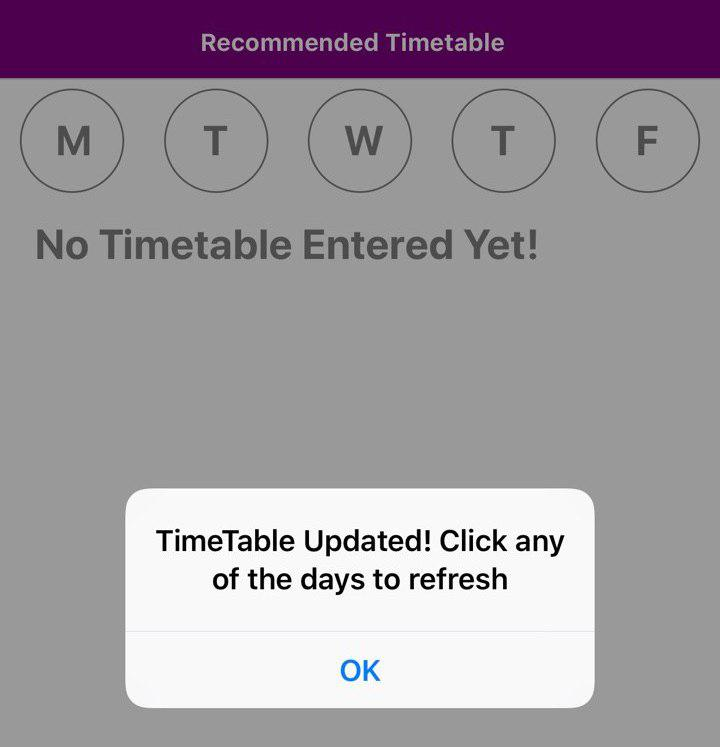 Recommended Timetable
M T W T F
No Timetable Entered Yet!
TimeTable Updated! Click any
of the days to refresh
OK